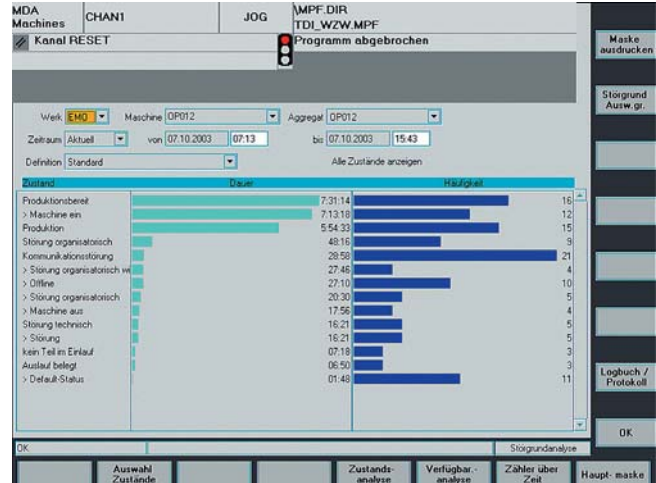 MDA
Machines
CHAN1
JOG
\MPF.DIR
TDI_WZW.MPF
Kanal RESET
Programm abgebrochen
Maske
ausdrucken
Störgrund
Ausw.gr.
Werk EMO Maschine OP012 Aggregat OP012
Zeitraum Aktuell von 07.10.2003 07:13 bis 07.10.2003 15:43
Definition Standard Alle Zustände anzeigen
Zustand Dauer Häufigkeit
Produktionsbereit 7:31:14 16
> Maschine ein 7:13:18 12
Produktion 5:54:33 15
Störung organisatorisch 48:16 9
Kommunikationsstörung 28:58 21
> Störung organisatorisch we 27:46 4
> Offline 27:10 10
> Störung organisatorisch 20:30 5
> Maschine aus 17:56 4
Störung technisch 16:21 5
> Störung 16:21 5
kein Teil im Einlauf 07:18 3
Auslauf belegt 06:50 3
> Default-Status 01:48 11
Logbuch /
Protokoll
OK
OK
Störgrundanalyse
Auswahl
Zustände
Zustands-
analyse
Verfügbar.-
analyse
Zähler über
Zeit
Haupt- maske